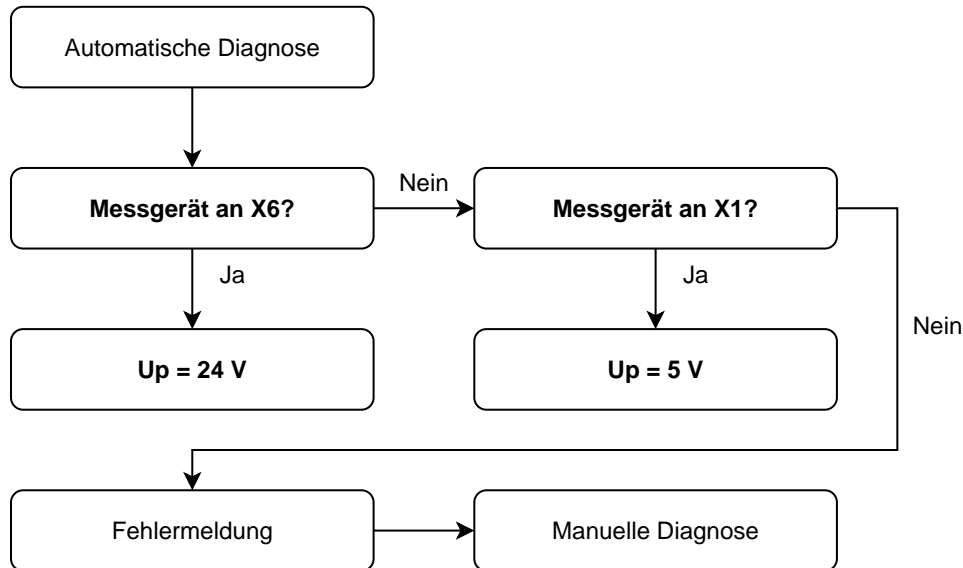 Automatische Diagnose
Messgerät an X6?
Nein
Messgerät an X1?
Ja
Ja
Nein
Up = 24 V
Up = 5 V
Fehlermeldung
Manuelle Diagnose